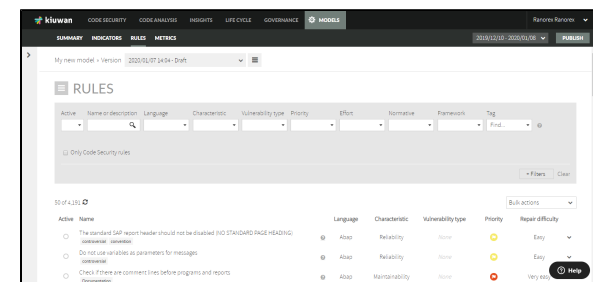 kiuwan CODE SECURITY CODE ANALYSIS INSIGHTS LIFE CYCLE GOVERNANCE MODELS Ranorex Ranorex
SUMMARY INDICATORS RULES METRICS 2019/12/10 - 2020/01/08 PUBLISH
My new model › Version 2020/01/07 14:04 - Draft
RULES
Active Name or description Language Characteristic Vulnerability type Priority Effort Normative Framework Tag
Find...
Only Code Security rules
+ Filters Clear
50 of 4,191 Bulk actions
Active Name Language Characteristic Vulnerability type Priority Repair difficulty
The standard SAP report header should not be disabled (NO STANDARD PAGE HEADING) Abap Reliability None Easy
controversial convention
Do not use variables as parameters for messages Abap Reliability None Easy
controversial
Check if there are comment lines before programs and reports Abap Maintainability None Very easy
Documentation
Help